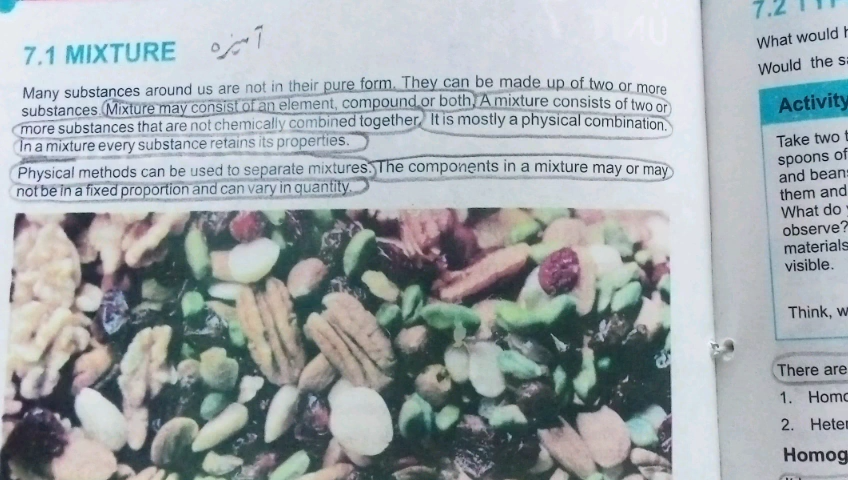 7.1 MIXTURE آمیزہ
Many substances around us are not in their pure form. They can be made up of two or more
substances. Mixture may consist of an element, compound or both. A mixture consists of two or
more substances that are not chemically combined together. It is mostly a physical combination.
In a mixture every substance retains its properties.
Physical methods can be used to separate mixtures. The components in a mixture may or may
not be in a fixed proportion and can vary in quantity.
7.2
What would
Would the
Activity
Take two
spoons of
and beans
them and
What do
observe?
materials
visible.
Think,
There are
1. Homo
2. Heter
Homog